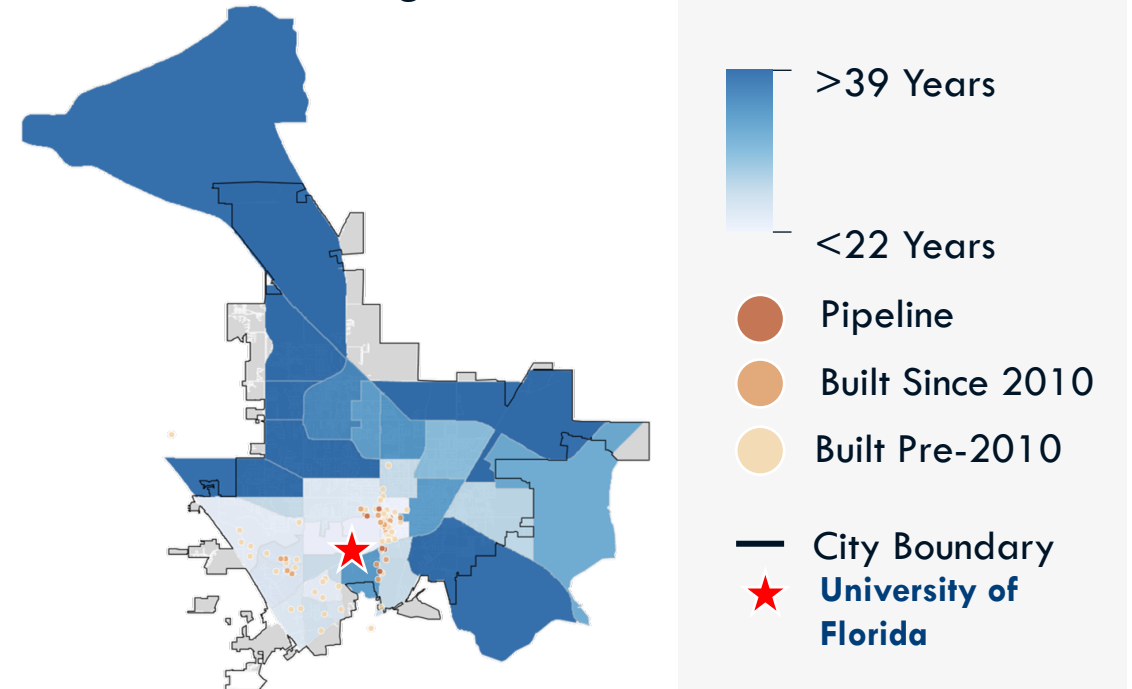 >39 Years
<22 Years
Pipeline
Built Since 2010
Built Pre-2010
City Boundary
University of
Florida